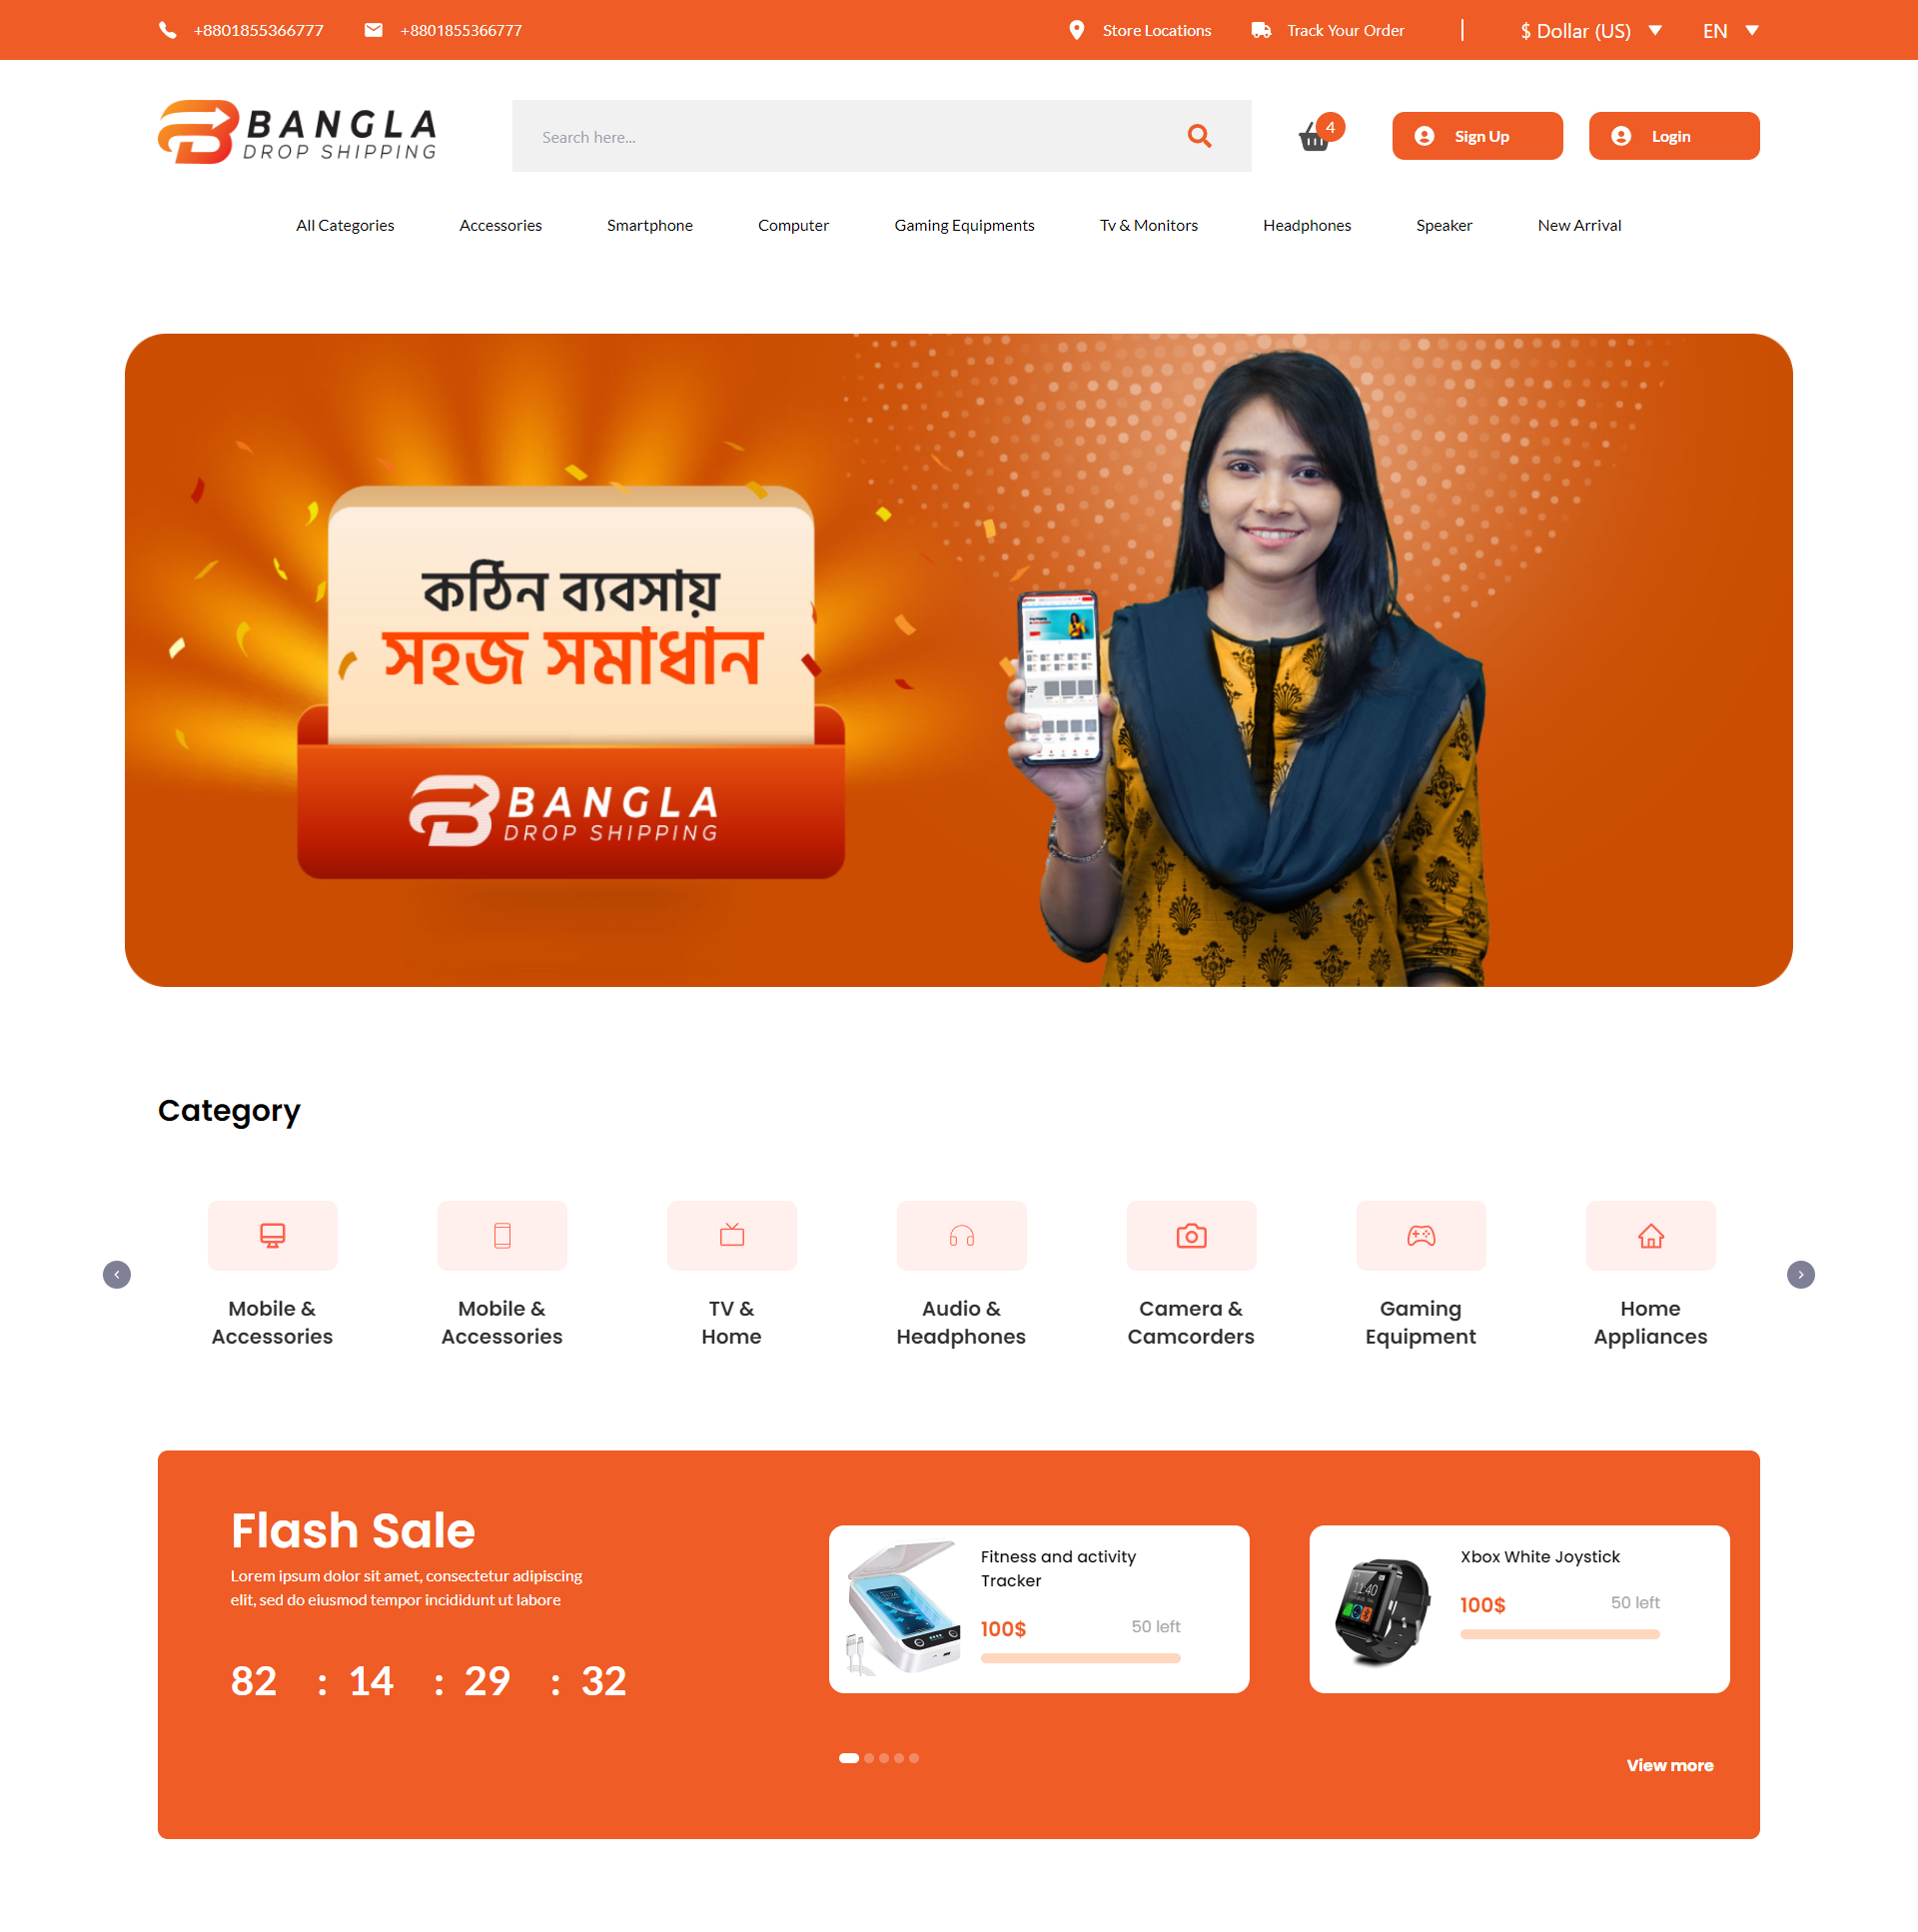 +8801855366777
+8801855366777
Store Locations
Track Your Order
$ Dollar (US)
EN
BANGLA
DROP SHIPPING
Search here...
4
Sign Up
Login
All Categories
Accessories
Smartphone
Computer
Gaming Equipments
Tv & Monitors
Headphones
Speaker
New Arrival
কঠিন ব্যবসায়
সহজ সমাধান
BANGLA
DROP SHIPPING
Category
Mobile &
Accessories
Mobile &
Accessories
TV &
Home
Audio &
Headphones
Camera &
Camcorders
Gaming
Equipment
Home
Appliances
Flash Sale
Lorem ipsum dolor sit amet, consectetur adipiscing
elit, sed do eiusmod tempor incididunt ut labore
82 : 14 : 29 : 32
Fitness and activity
Tracker
100$
50 left
Xbox White Joystick
100$
50 left
11:40
View more